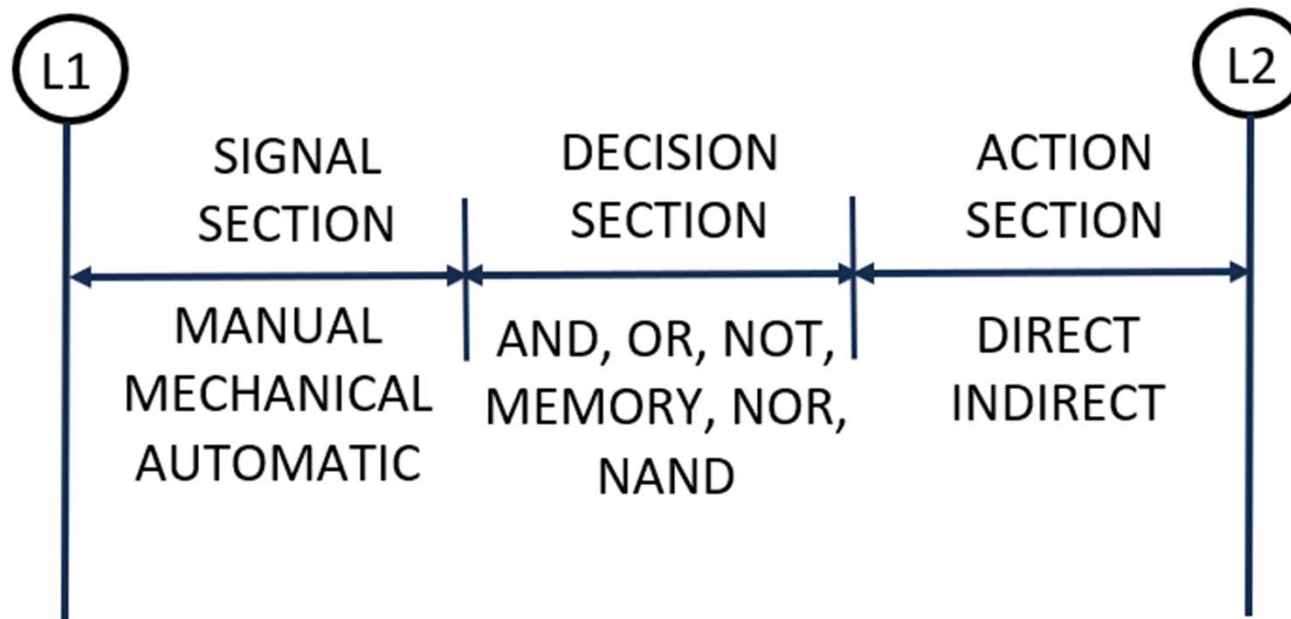 L1
L2
SIGNAL
SECTION
DECISION
SECTION
ACTION
SECTION
MANUAL
MECHANICAL
AUTOMATIC
AND, OR, NOT,
MEMORY, NOR,
NAND
DIRECT
INDIRECT